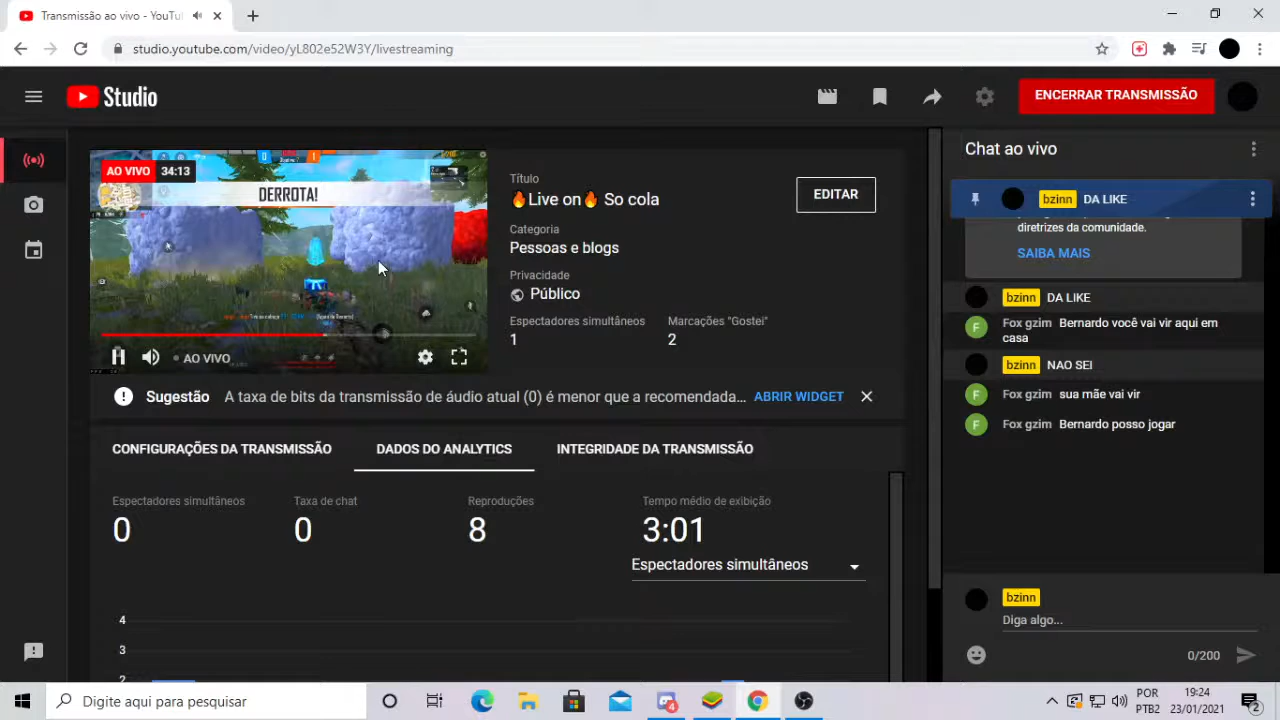 Transmissão ao vivo - YouTu
studio.youtube.com/video/yL802e52W3Y/livestreaming
Studio
ENCERRAR TRANSMISSÃO
AO VIVO 34:13
0 1
DERROTA!
AO VIVO
Título
🔥Live on🔥 So cola
EDITAR
Categoria
Pessoas e blogs
Privacidade
Público
Espectadores simultâneos Marcações "Gostei"
1 2
Sugestão A taxa de bits da transmissão de áudio atual (0) é menor que a recomendada... ABRIR WIDGET
CONFIGURAÇÕES DA TRANSMISSÃO DADOS DO ANALYTICS INTEGRIDADE DA TRANSMISSÃO
Espectadores simultâneos Taxa de chat Reproduções Tempo médio de exibição
0 0 8 3:01
Espectadores simultâneos
4
3
2
Chat ao vivo
bzinn DA LIKE
diretrizes da comunidade.
SAIBA MAIS
bzinn DA LIKE
F Fox gzim Bernardo você vai vir aqui em
casa
bzinn NAO SEI
F Fox gzim sua mãe vai vir
F Fox gzim Bernardo posso jogar
bzinn
Diga algo...
0/200
Digite aqui para pesquisar
4
POR
PTB2
19:24
23/01/2021
2